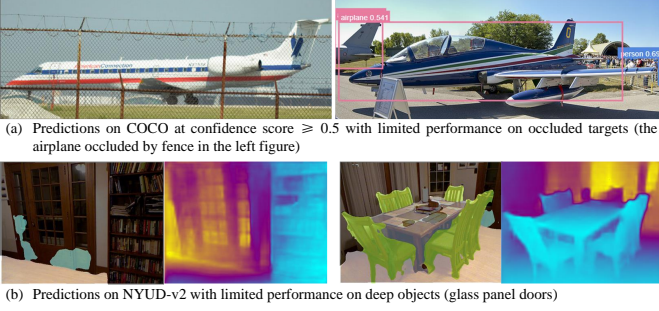 airplane 0.541
person 0.65
AmericanConnection
(a) Predictions on COCO at confidence score ⩾ 0.5 with limited performance on occluded targets (the
airplane occluded by fence in the left figure)
(b) Predictions on NYUD-v2 with limited performance on deep objects (glass panel doors)